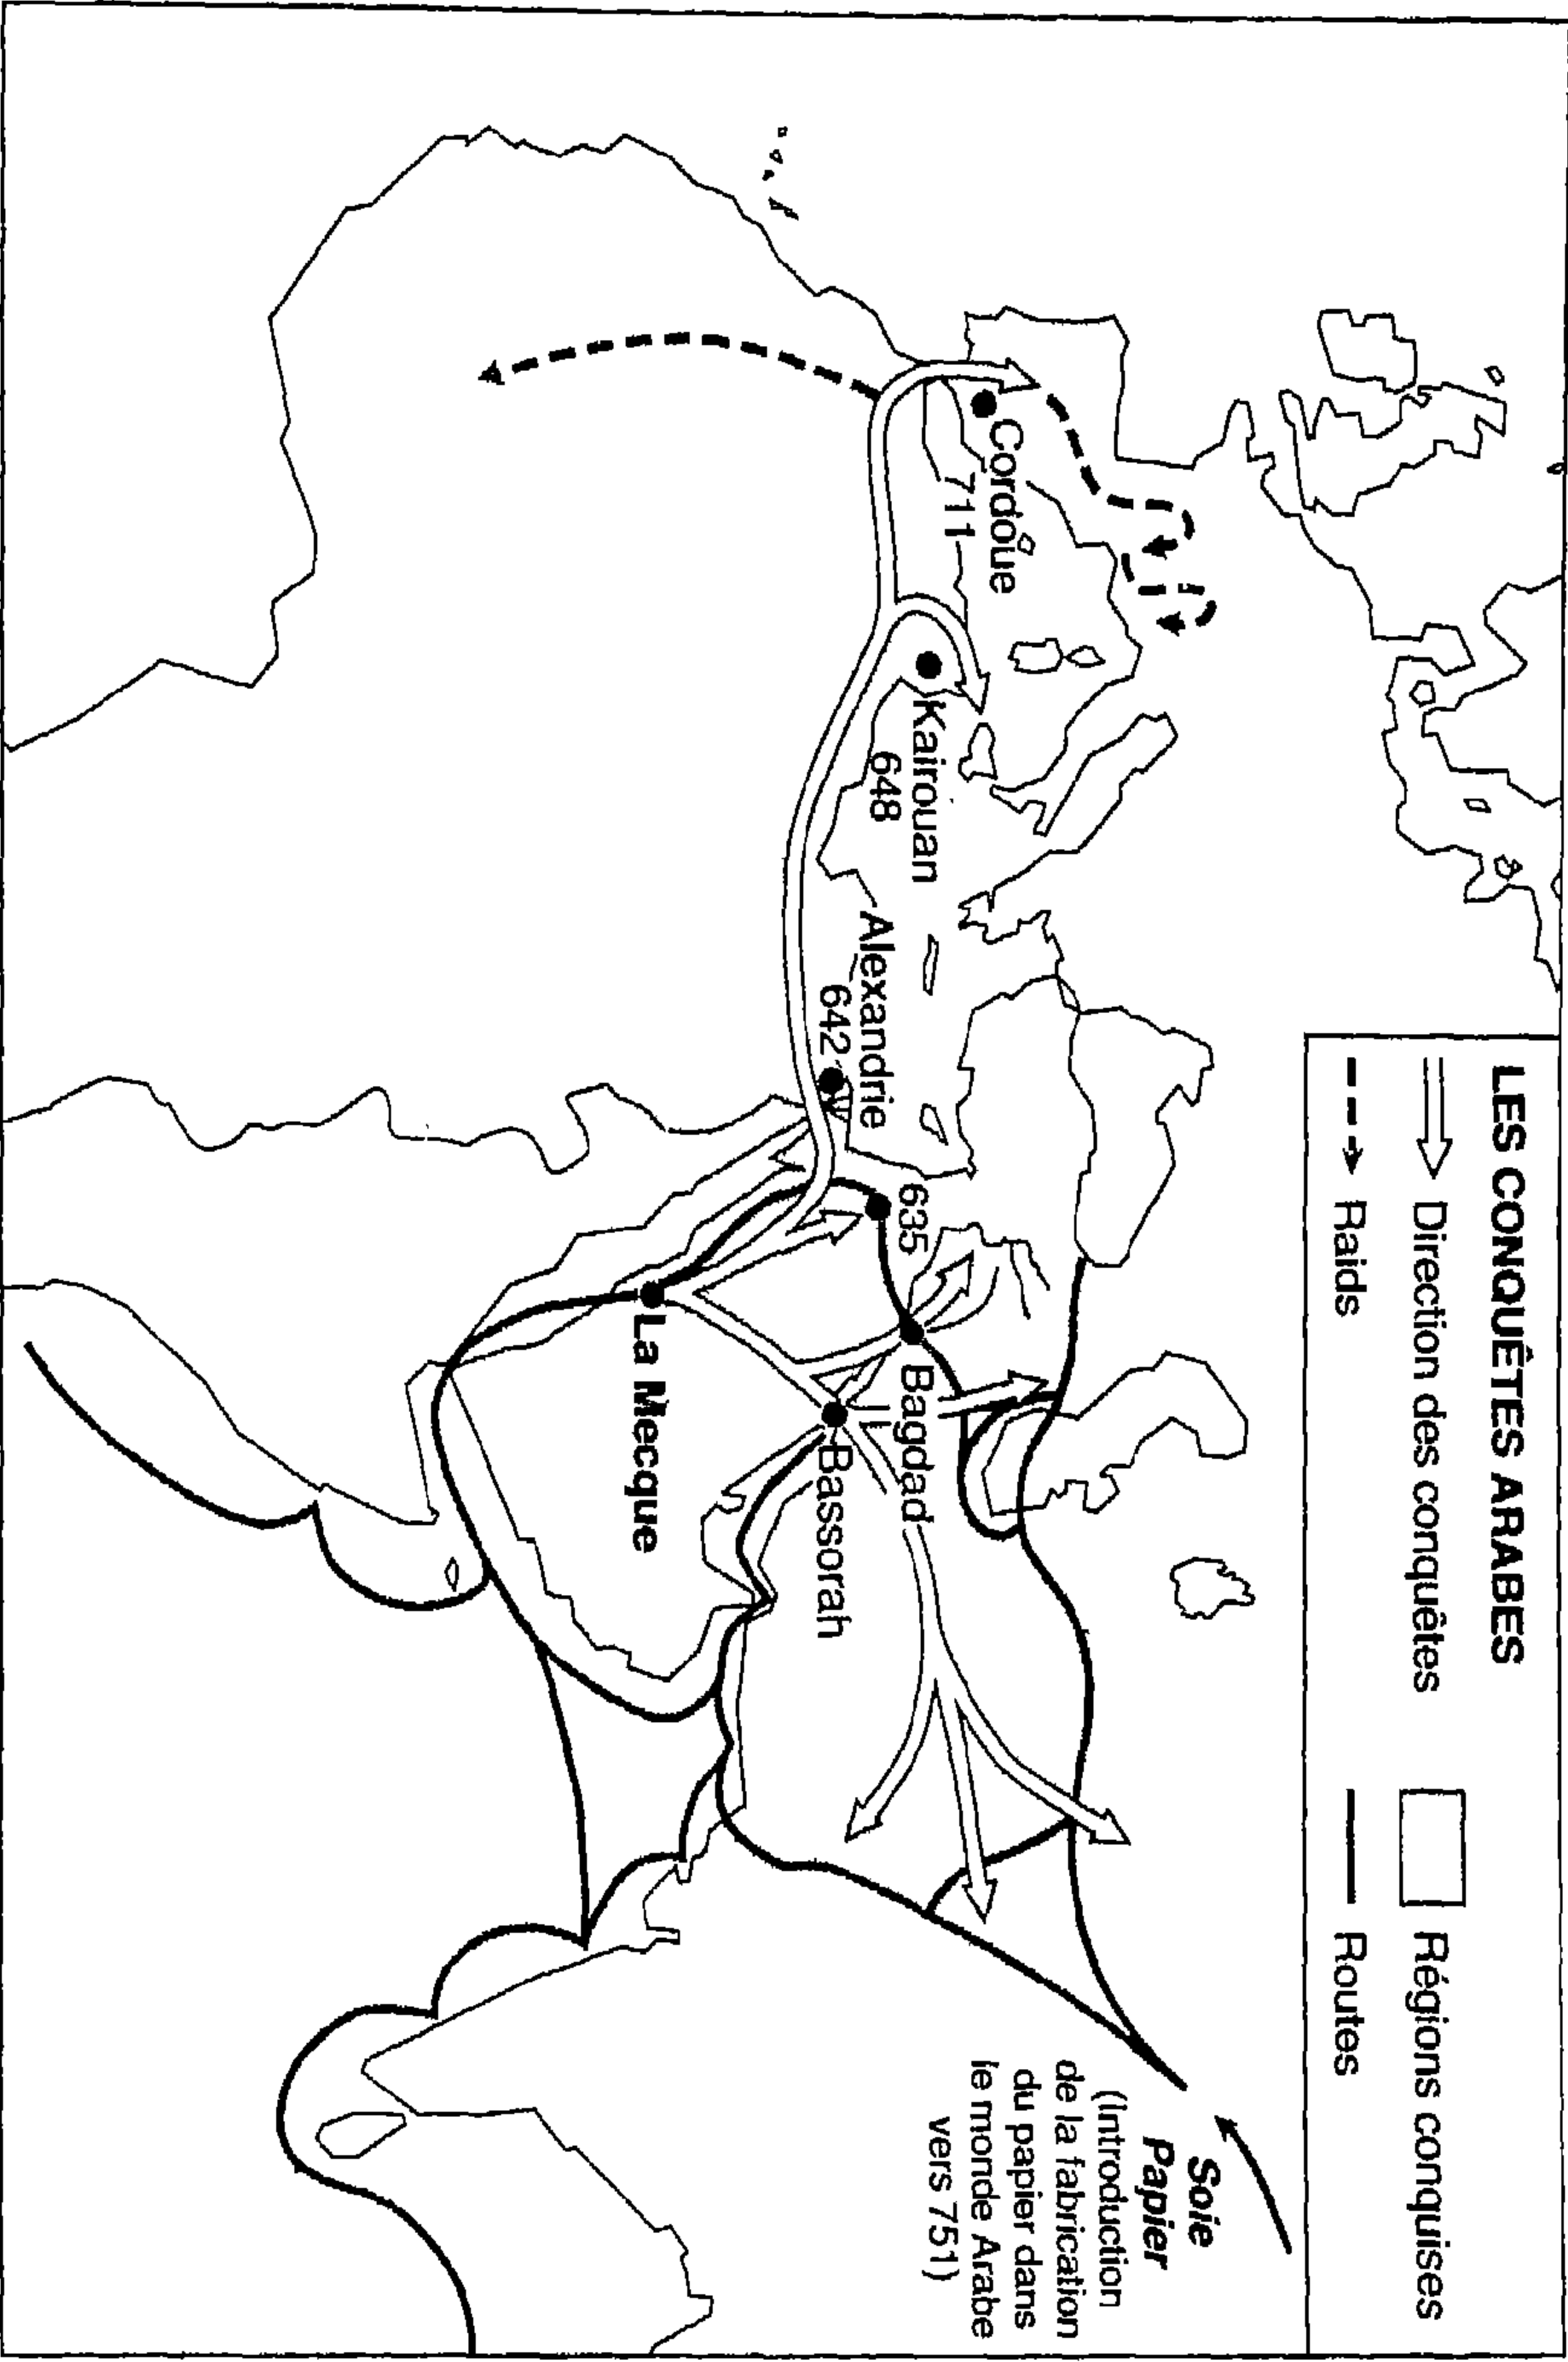 LES CONQUÊTES ARABES
Direction des conquêtes
Régions conquises
Raids
Routes
Cordoue
711
Kairouan
648
Alexandrie
642
635
Bagdad
Bassorah
La Mecque
Soie
Papier
(Introduction
de la fabrication
du papier dans
le monde Arabe
vers 751)